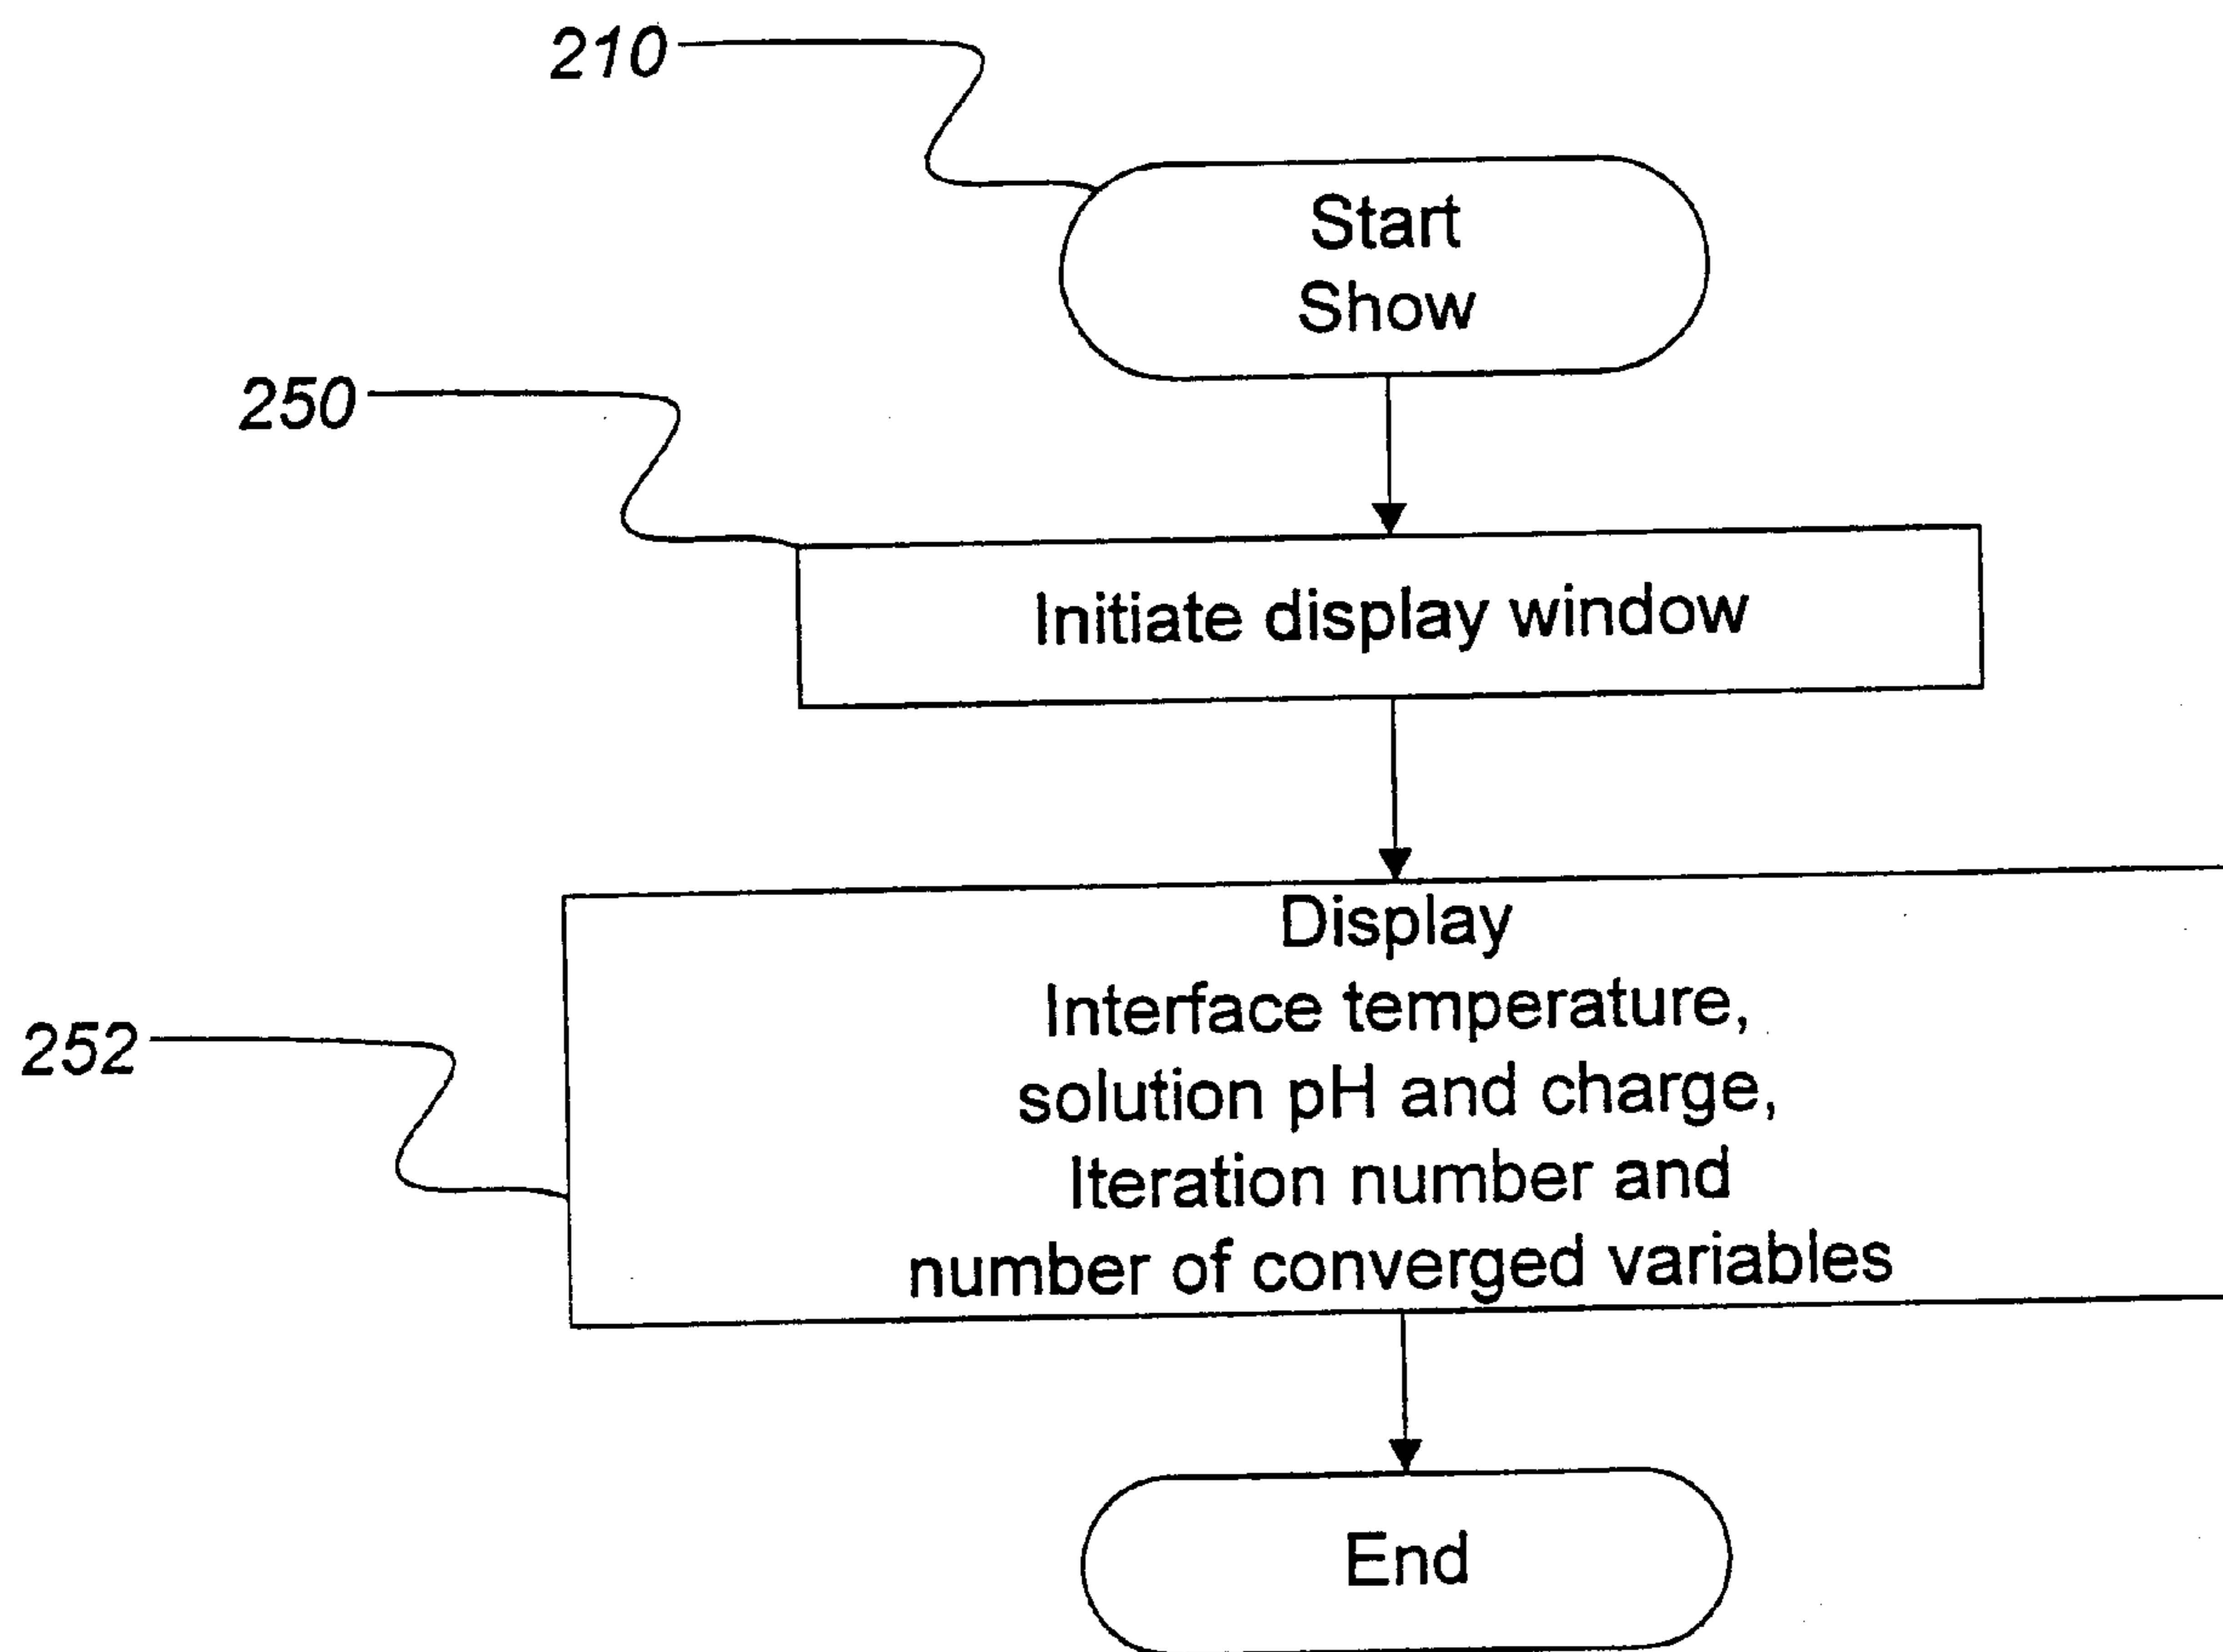 210
Start
Show
250
Initiate display window
Display
Interface temperature,
solution pH and charge,
252
Iteration number and
number of converged variables
End